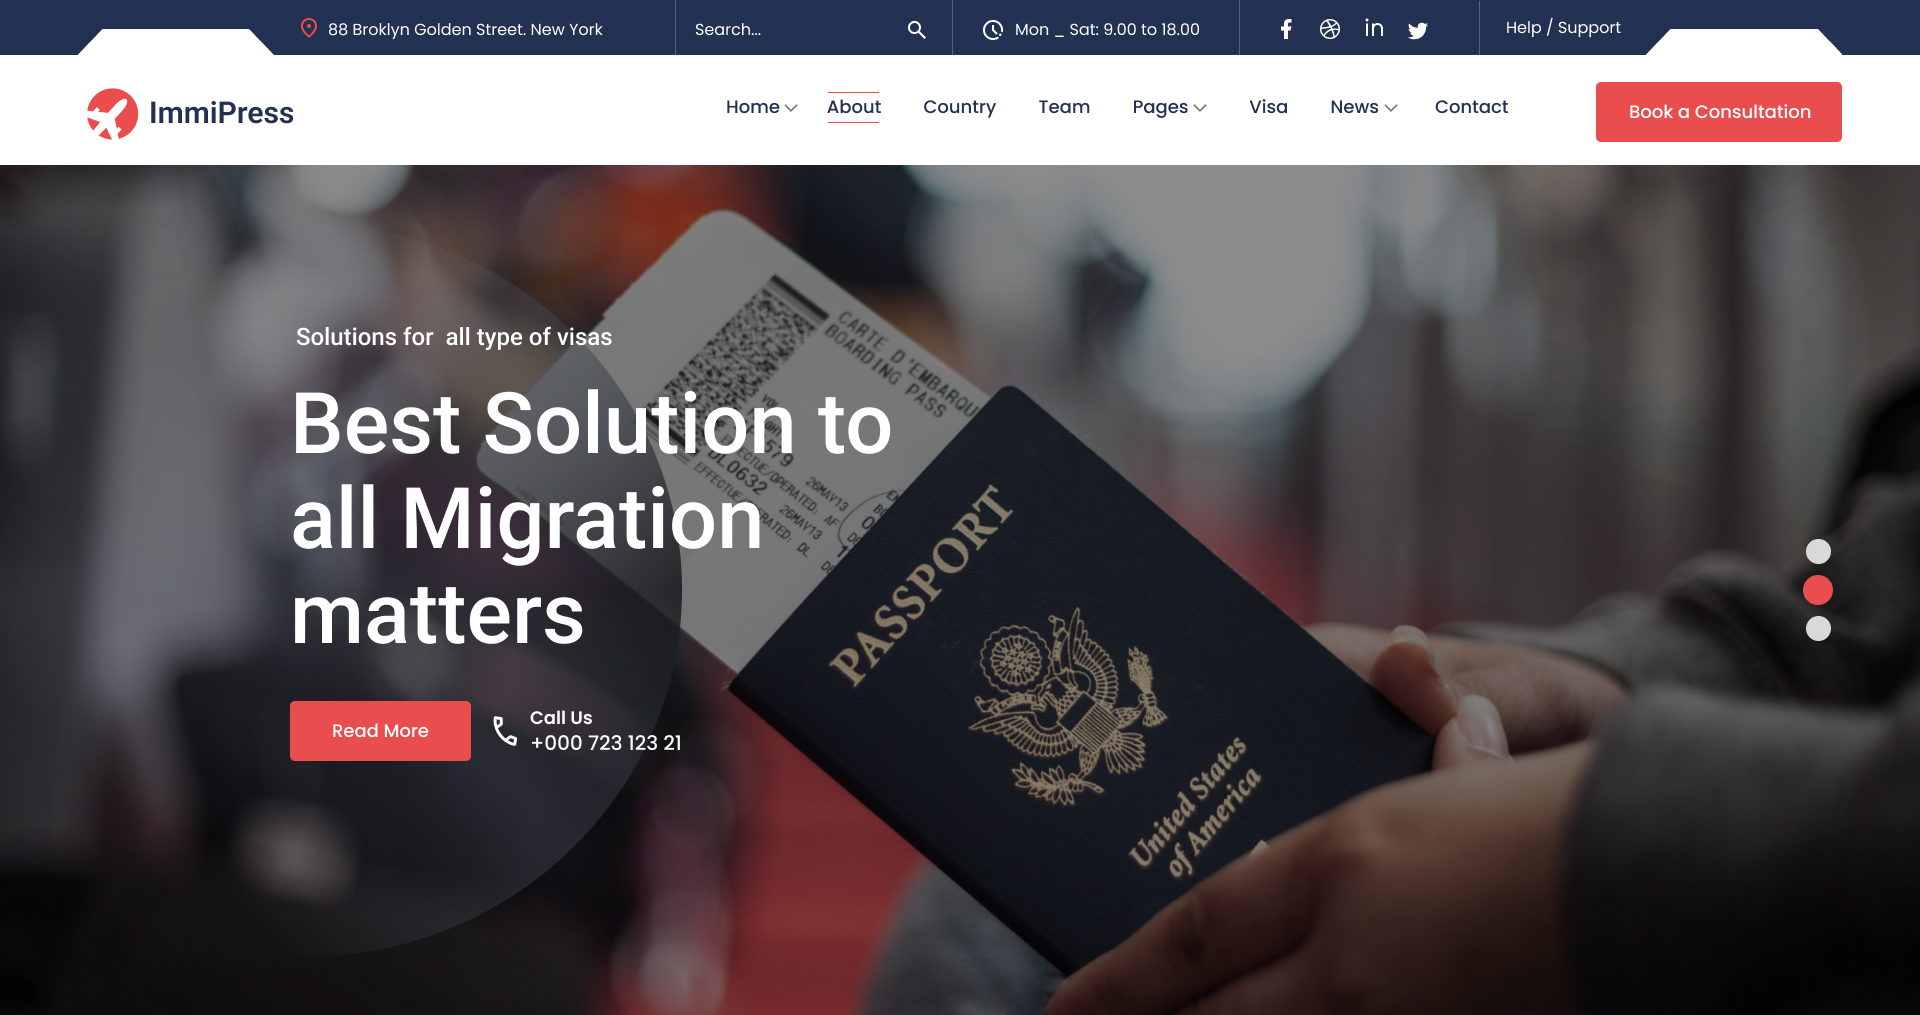 88 Broklyn Golden Street. New York
Search...
Mon _ Sat: 9.00 to 18.00
in
Help / Support
ImmiPress
Home
About
Country
Team
Pages
Visa
News
Contact
Book a Consultation
Solutions for all type of visas
Best Solution to
all Migration
matters
Read More
Call Us
+000 723 123 21
CARTE D'EMBARQU
BOARDING PASS
DL0632
26MAY13
26MAY13
PASSPORT
United States
of America